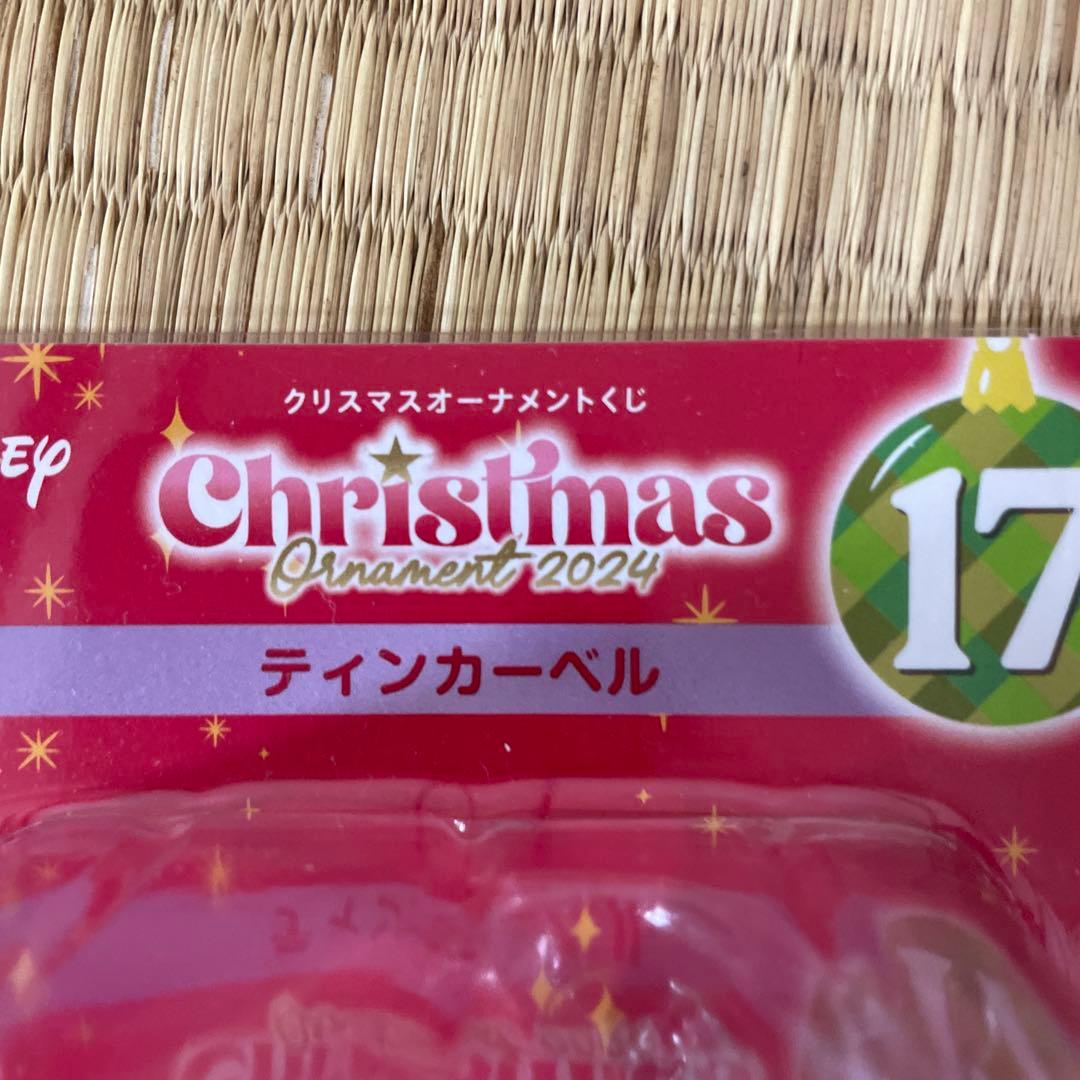 クリスマスオーナメントくじ
EY
Christmas
Ornament 2024
17
ティンカーベル